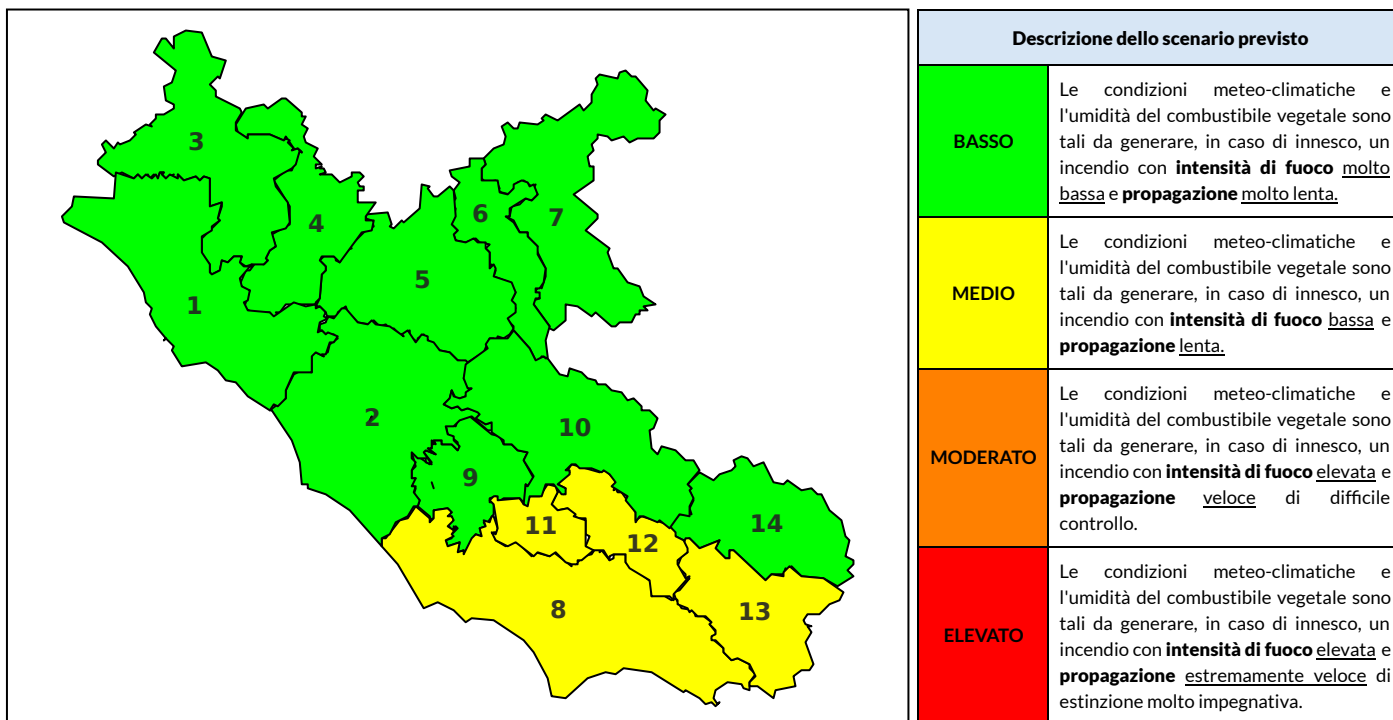 3
4
6
7
1
5
2
10
9
11
12
14
8
13
Descrizione dello scenario previsto
BASSO
Le condizioni meteo-climatiche e
l'umidità del combustibile vegetale sono
tali da generare, in caso di innesco, un
incendio con intensità di fuoco molto
bassa e propagazione molto lenta.
MEDIO
Le condizioni meteo-climatiche e
l'umidità del combustibile vegetale sono
tali da generare, in caso di innesco, un
incendio con intensità di fuoco bassa e
propagazione lenta.
MODERATO
Le condizioni meteo-climatiche e
l'umidità del combustibile vegetale sono
tali da generare, in caso di innesco, un
incendio con intensità di fuoco elevata e
propagazione veloce di difficile
controllo.
ELEVATO
Le condizioni meteo-climatiche e
l'umidità del combustibile vegetale sono
tali da generare, in caso di innesco, un
incendio con intensità di fuoco elevata e
propagazione estremamente veloce di
estinzione molto impegnativa.